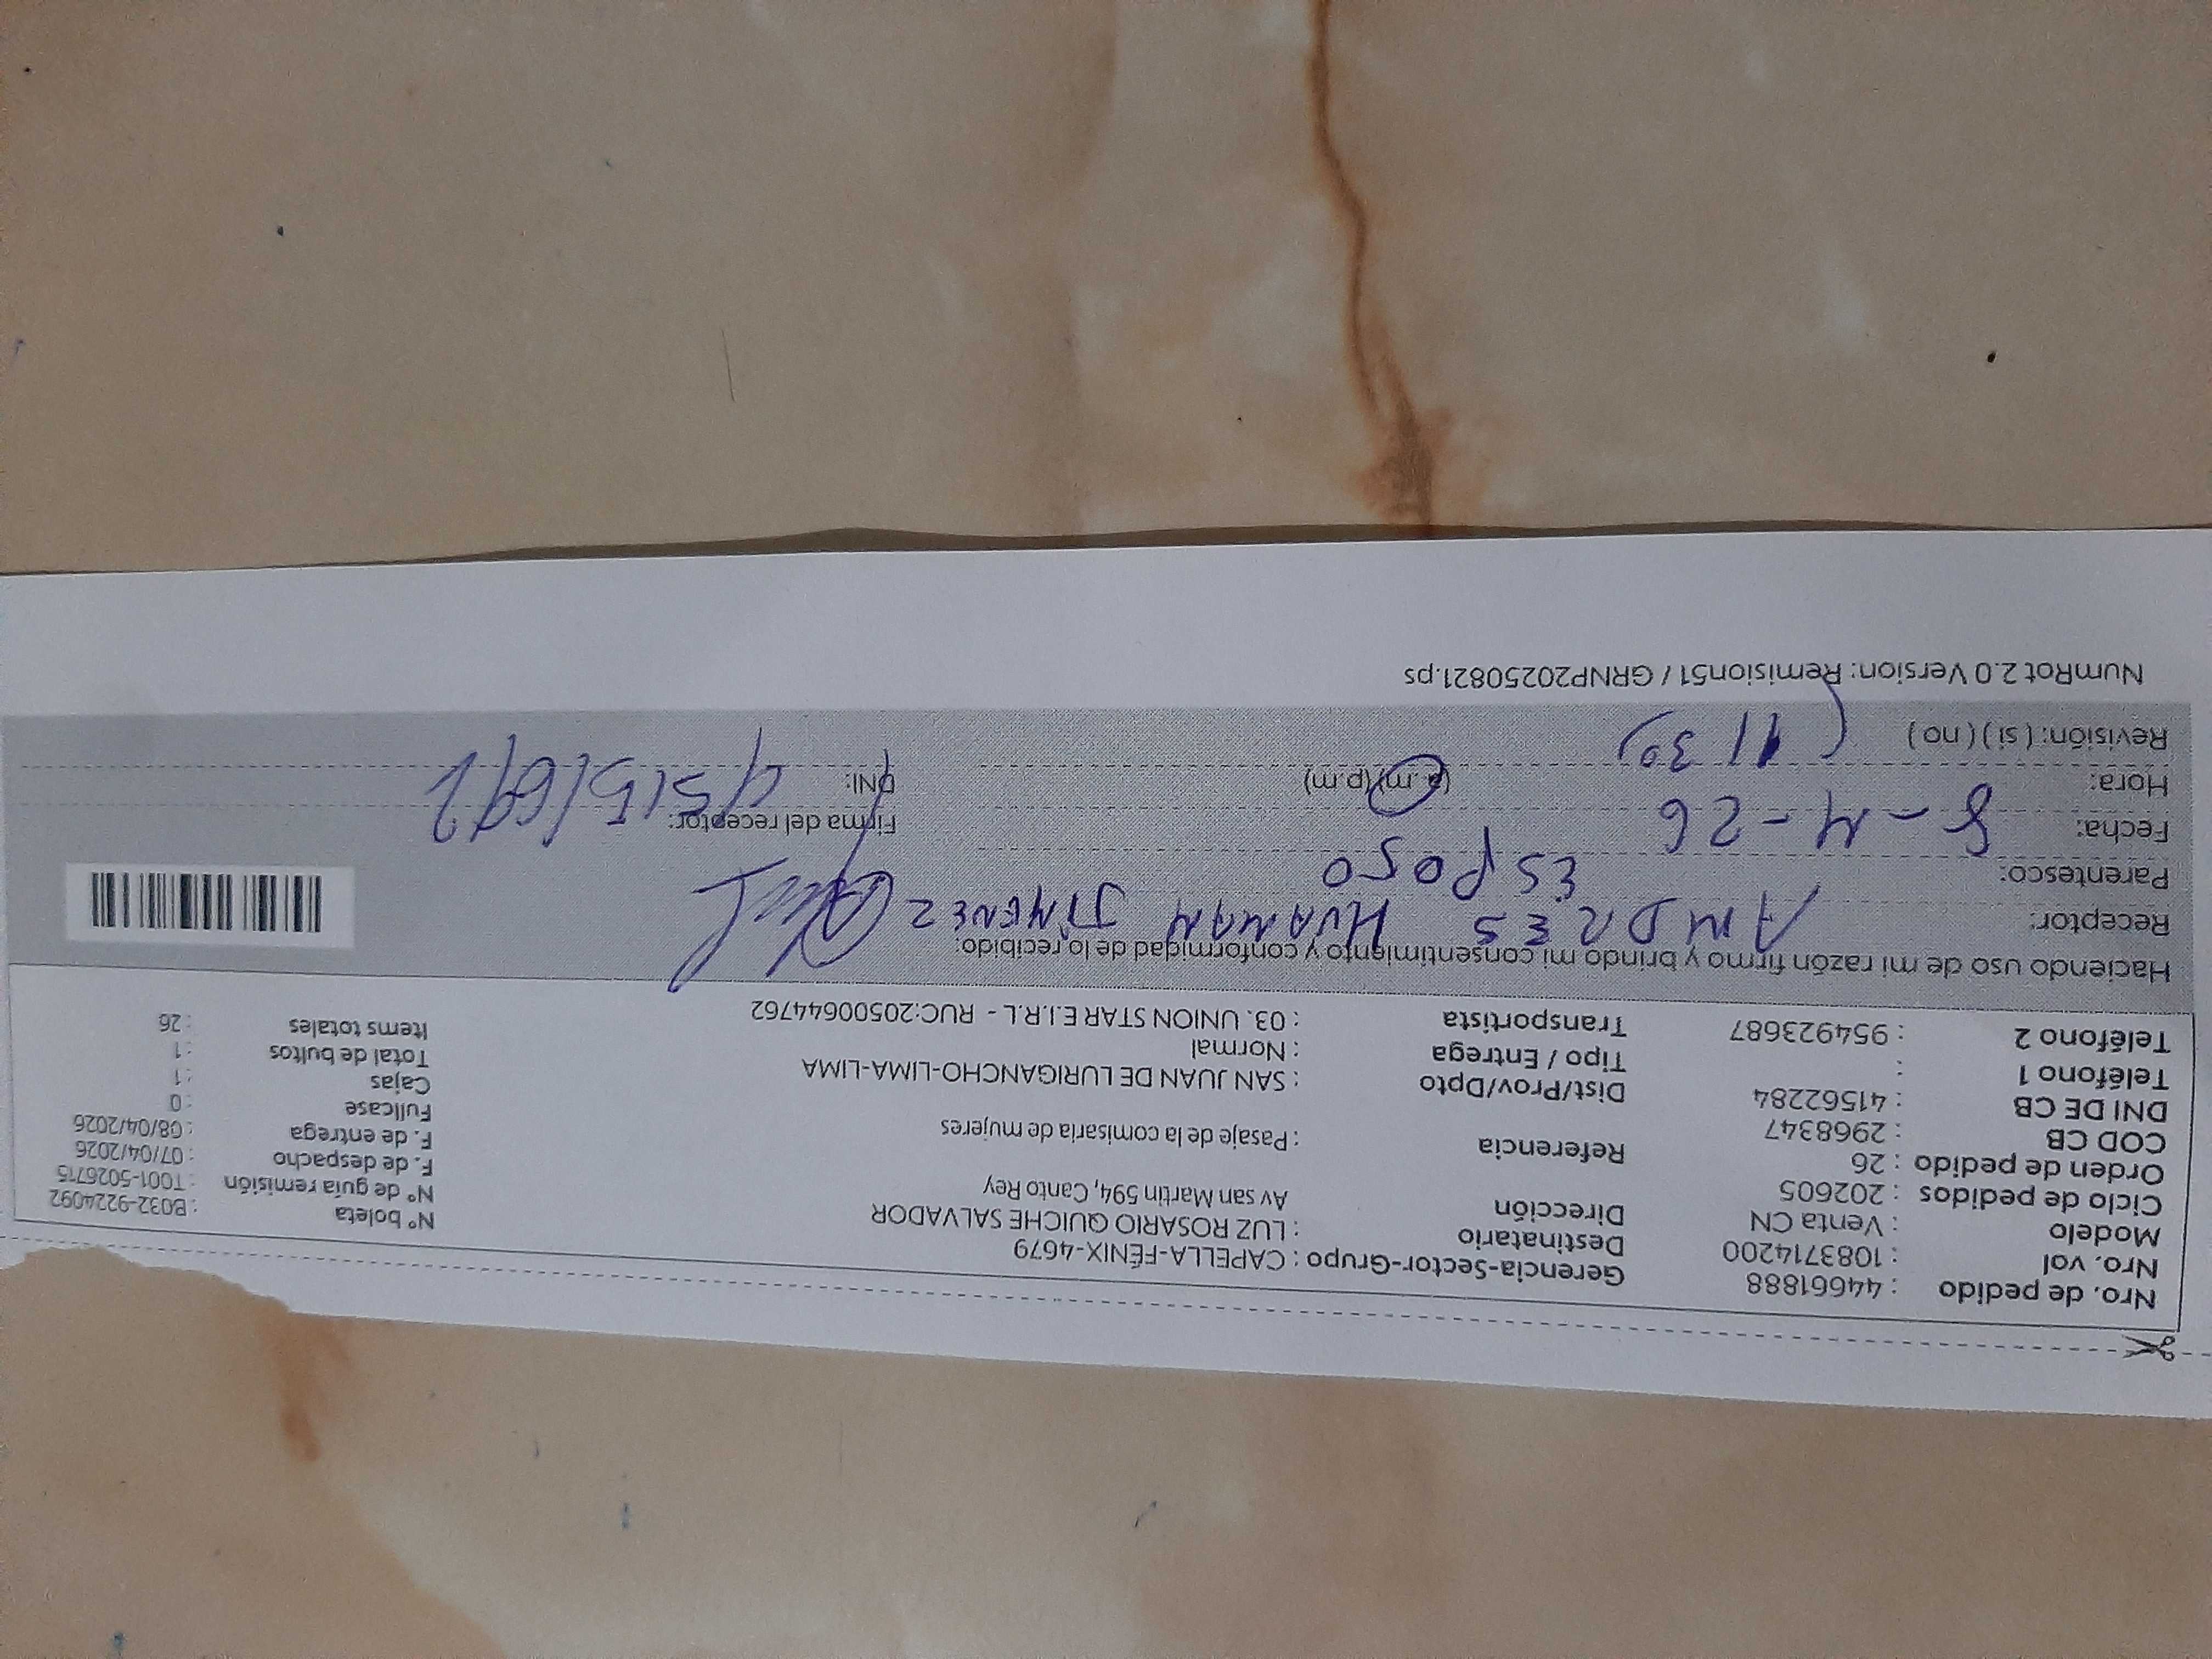 Nro. de pedido : 44661888 Gerencia-Sector-Grupo : CAPELLA-FÉNIX-4679 N° boleta : B032-9224092
Nro. val : 1083714200 Destinatario : LUZ ROSARIO QUICHE SALVADOR N° de guía remisión : T001-5026715
Modelo : Venta CN Dirección Av san Martin 594, Canto Rey F. de despacho : 07/04/2026
Ciclo de pedidos : 202605 F. de entrega : 08/04/2026
Orden de pedido : 26 Referencia : Pasaje de la comisaria de mujeres Fullcase : 0
COD CB : 2968347 Cajas : 1
DNI DE CB : 41562284 Dist/Prov/Dpto : SAN JUAN DE LURIGANCHO-LIMA-LIMA Total de bultos : 1
Teléfono 1 : Tipo / Entrega : Normal Items totales : 26
Teléfono 2 : 954923687 Transportista : 03. UNION STAR E.I.R.L - RUC:20500644762
Haciendo uso de mi razón firmo y brindo mi consentimiento y conformidad de lo recibido:
Receptor: ANDRES HUAMAN JIMENEZ
Parentesco: ESPOSO
Fecha: 8-4-26 Firma del receptor:
Hora: (a.m) (p.m) DNI:
Revisión: ( si ) ( no ) (11 30)
NumRot 2.0 Version: Remision51 / GRNP20250821.ps